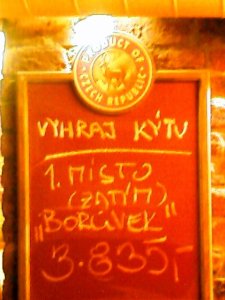 PRODUCT OF
CZECH REPUBLIC
VYHRAJ KÝTU
1. MÍSTO
(ZATÍM)
„BORŮVEK"
3.835,-